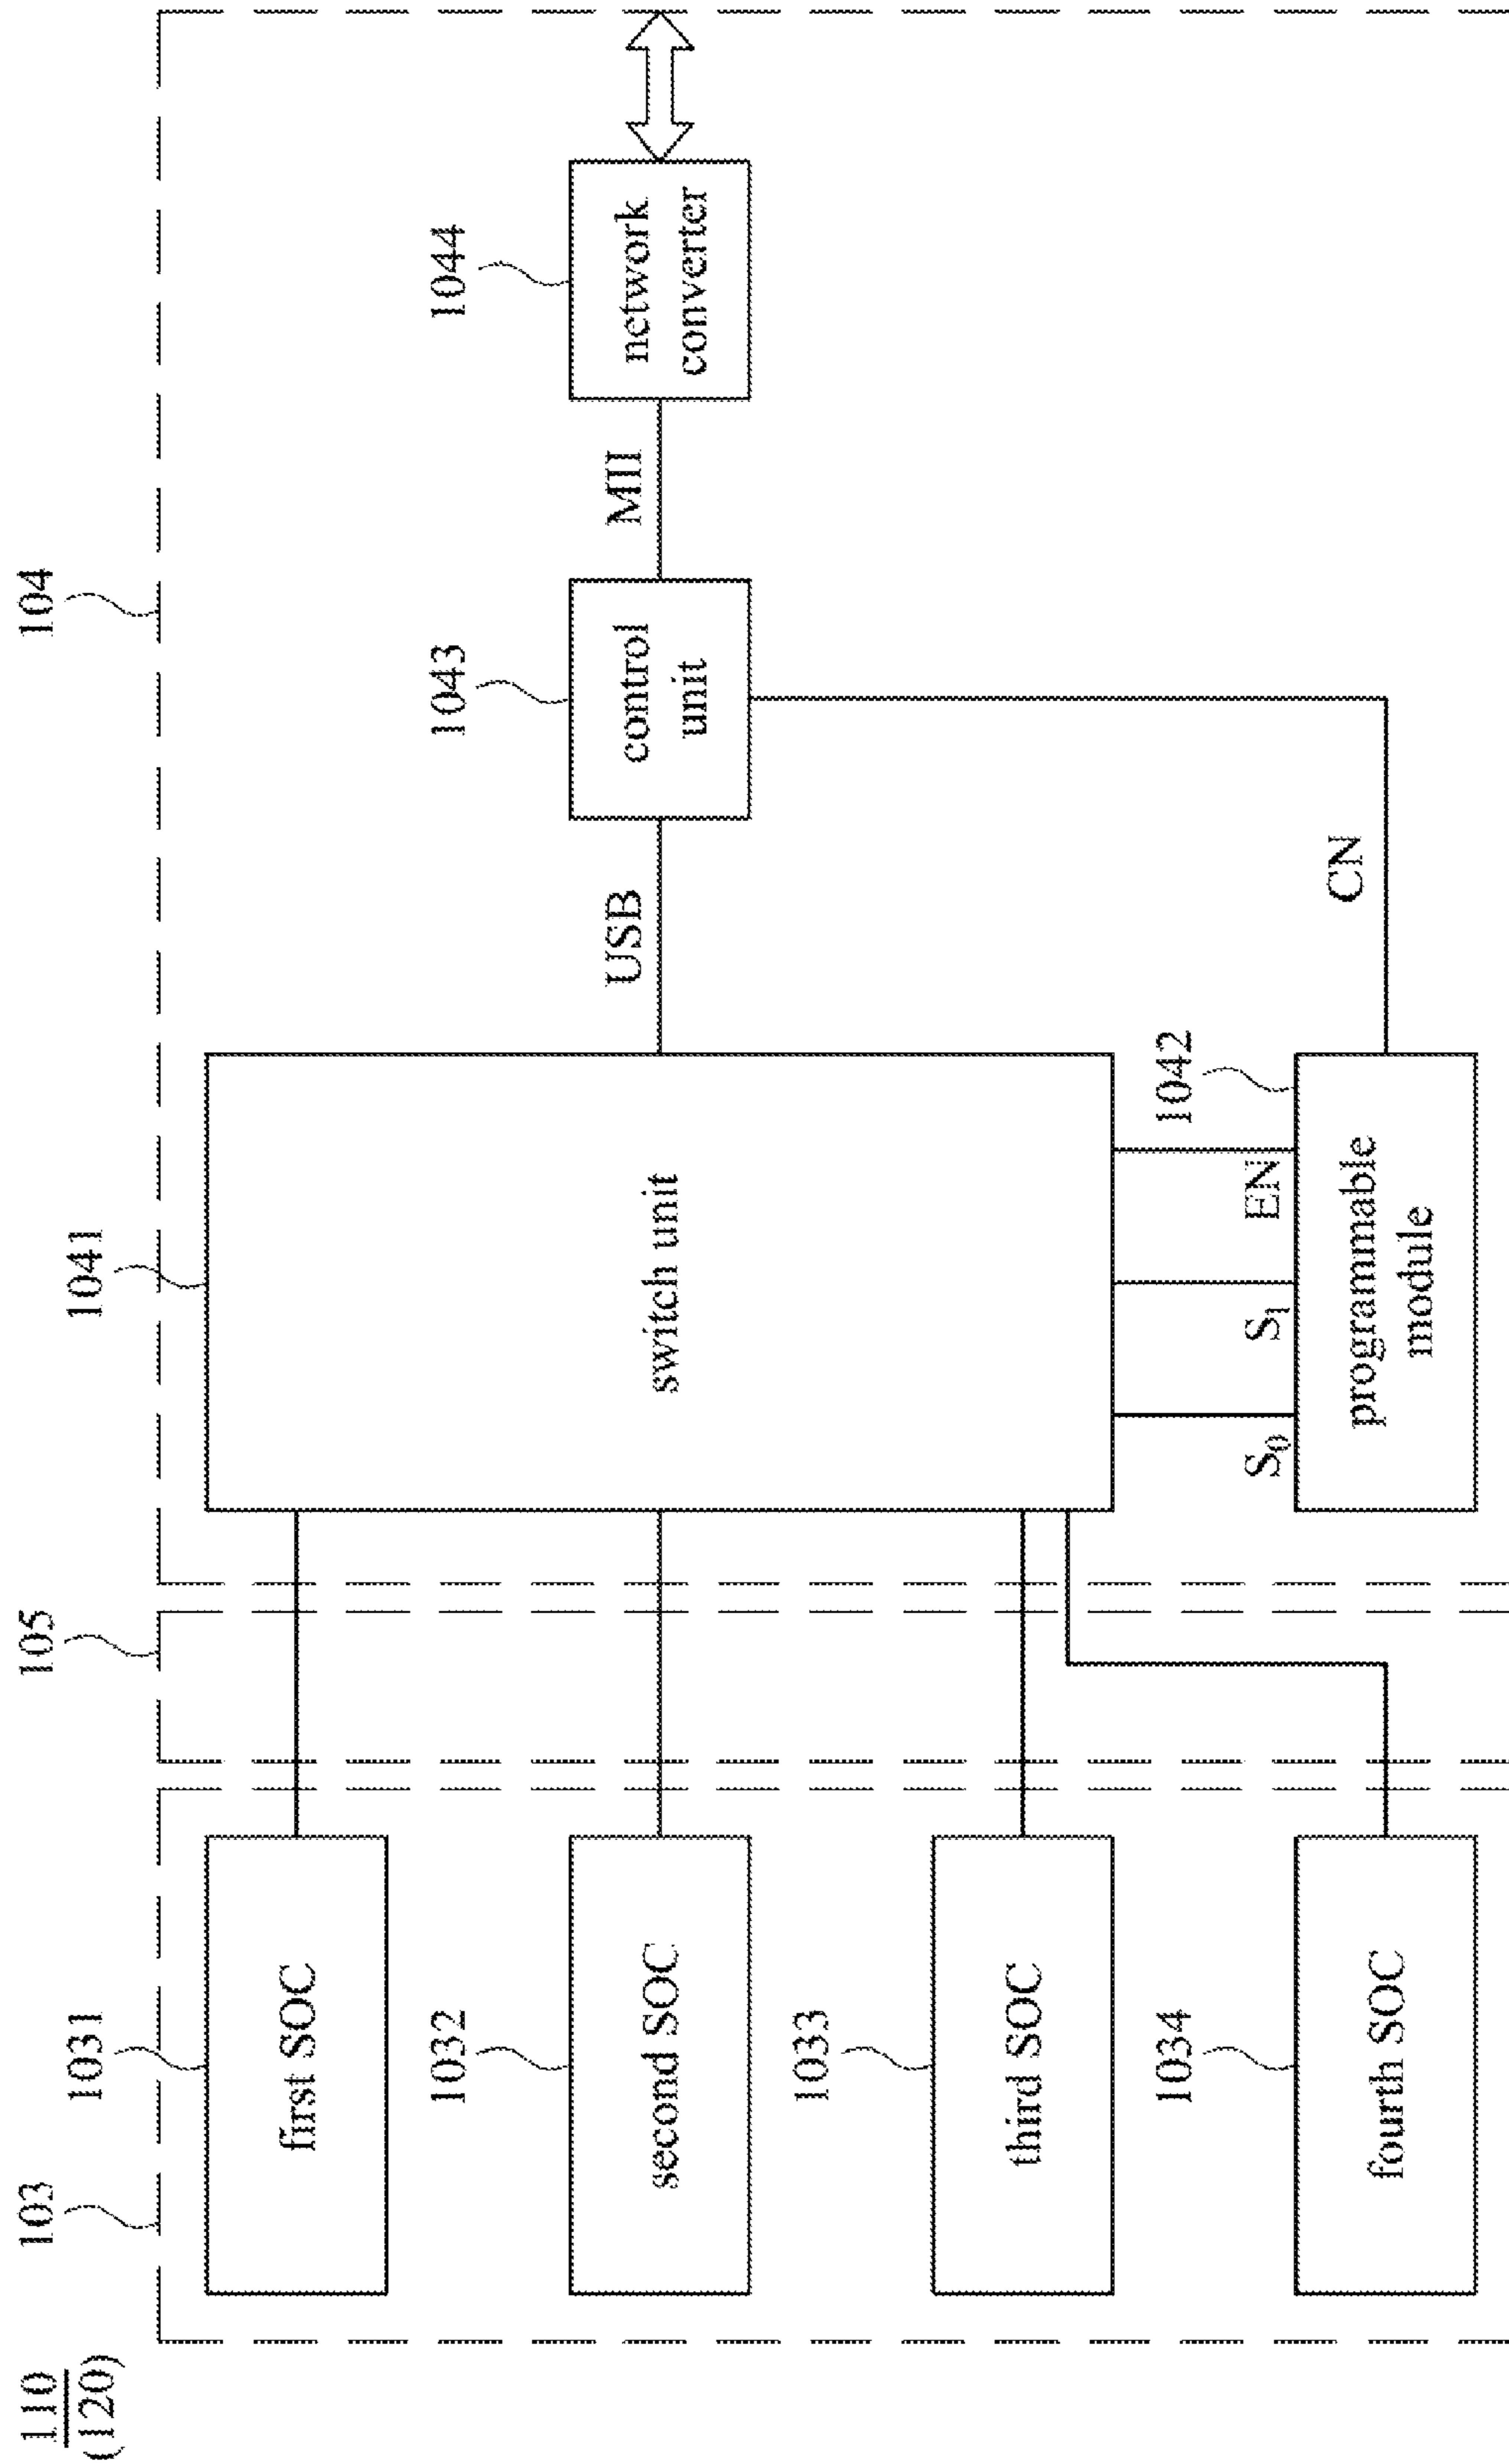 110
(120)
103
105
104
1031
first SOC
1032
second SOC
1033
third SOC
1034
fourth SOC
1041
switch unit
S0
S1
EN
1042
programmable
module
USB
CN
1043
control
unit
MII
1044
network
converter